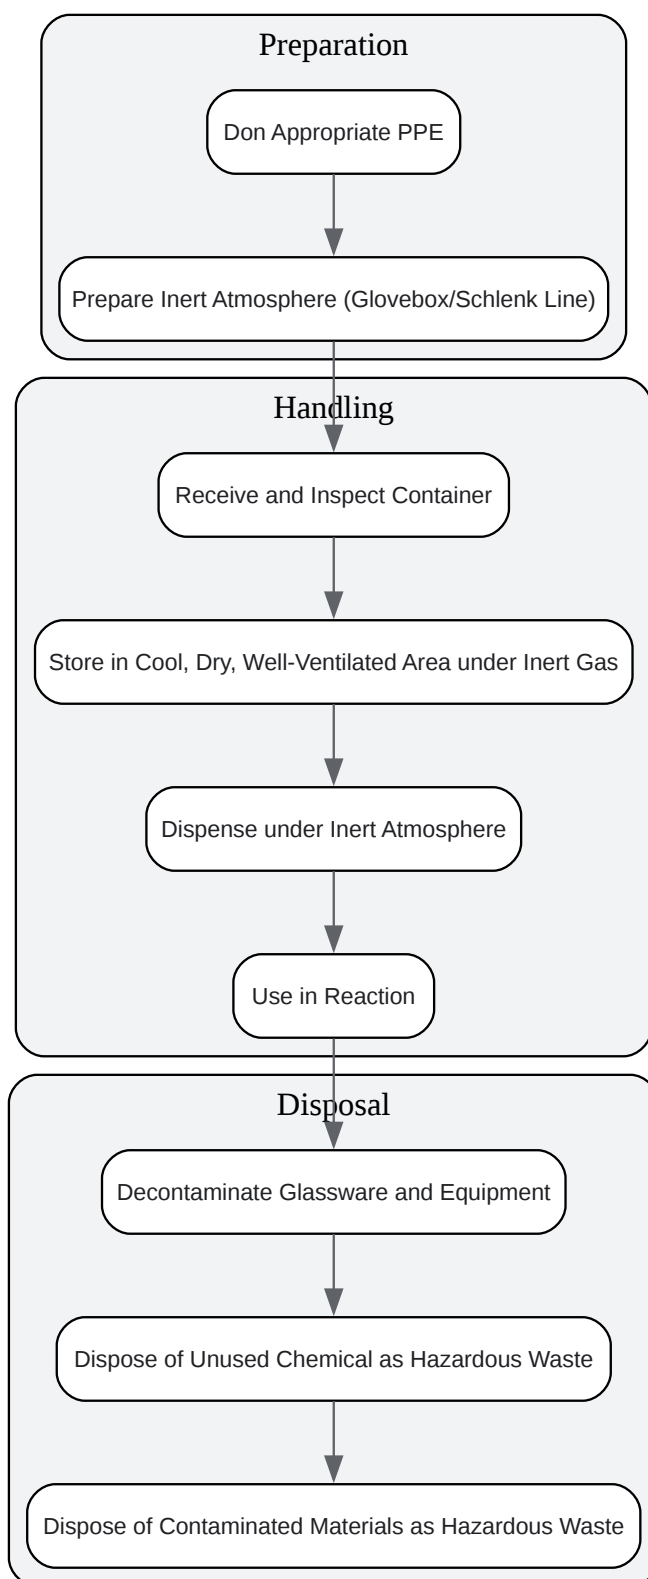 Preparation
Don Appropriate PPE
Prepare Inert Atmosphere (Glovebox/Schlenk Line)
Handling
Receive and Inspect Container
Store in Cool, Dry, Well-Ventilated Area under Inert Gas
Dispense under Inert Atmosphere
Use in Reaction
Disposal
Decontaminate Glassware and Equipment
Dispose of Unused Chemical as Hazardous Waste
Dispose of Contaminated Materials as Hazardous Waste